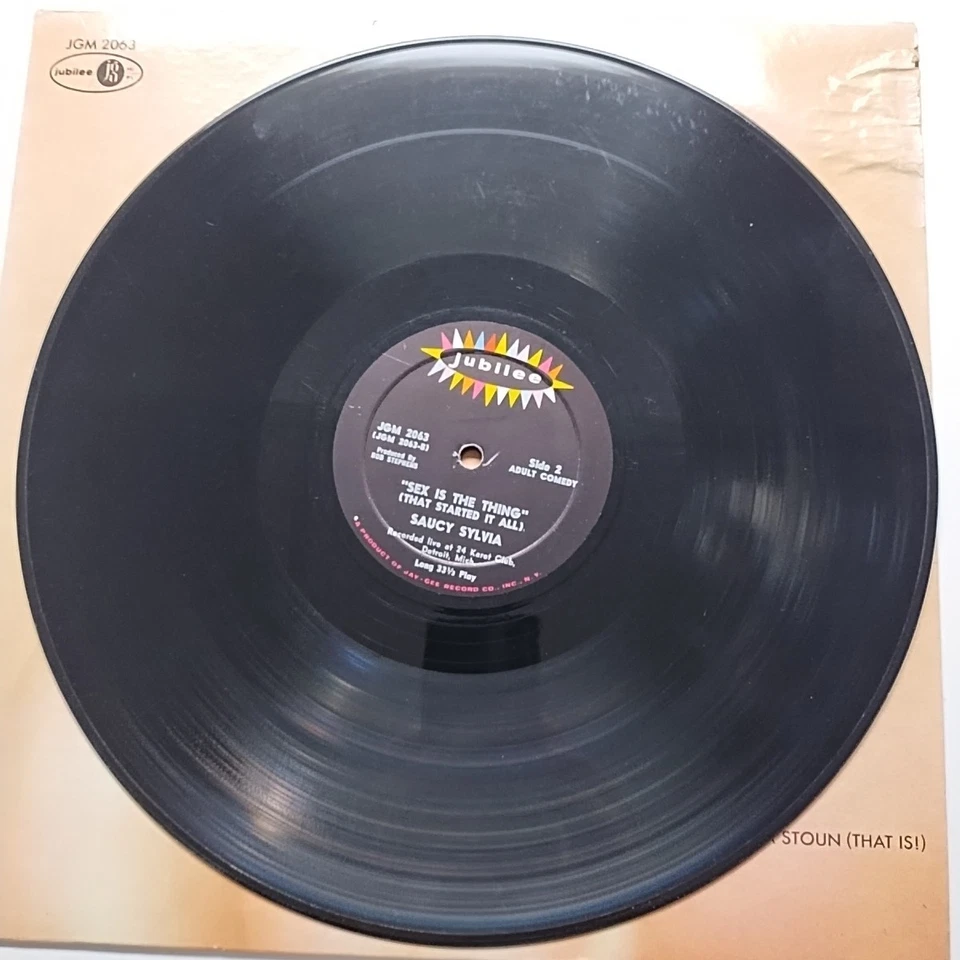 JGM 2063
jubilee JS
Jubilee
JGM 2063
(JGM 2063-B)
Produced By
BOB STEPHENS
Side 2
ADULT COMEDY
"SEX IS THE THING"
(THAT STARTED IT ALL).
SAUCY SYLVIA
Recorded live at 24 Karat Club,
Detroit, Mich.
Long 33⅓ Play
*A PRODUCT OF JAY-GEE RECORD CO., INC., N.Y.
STOUN (THAT IS!)